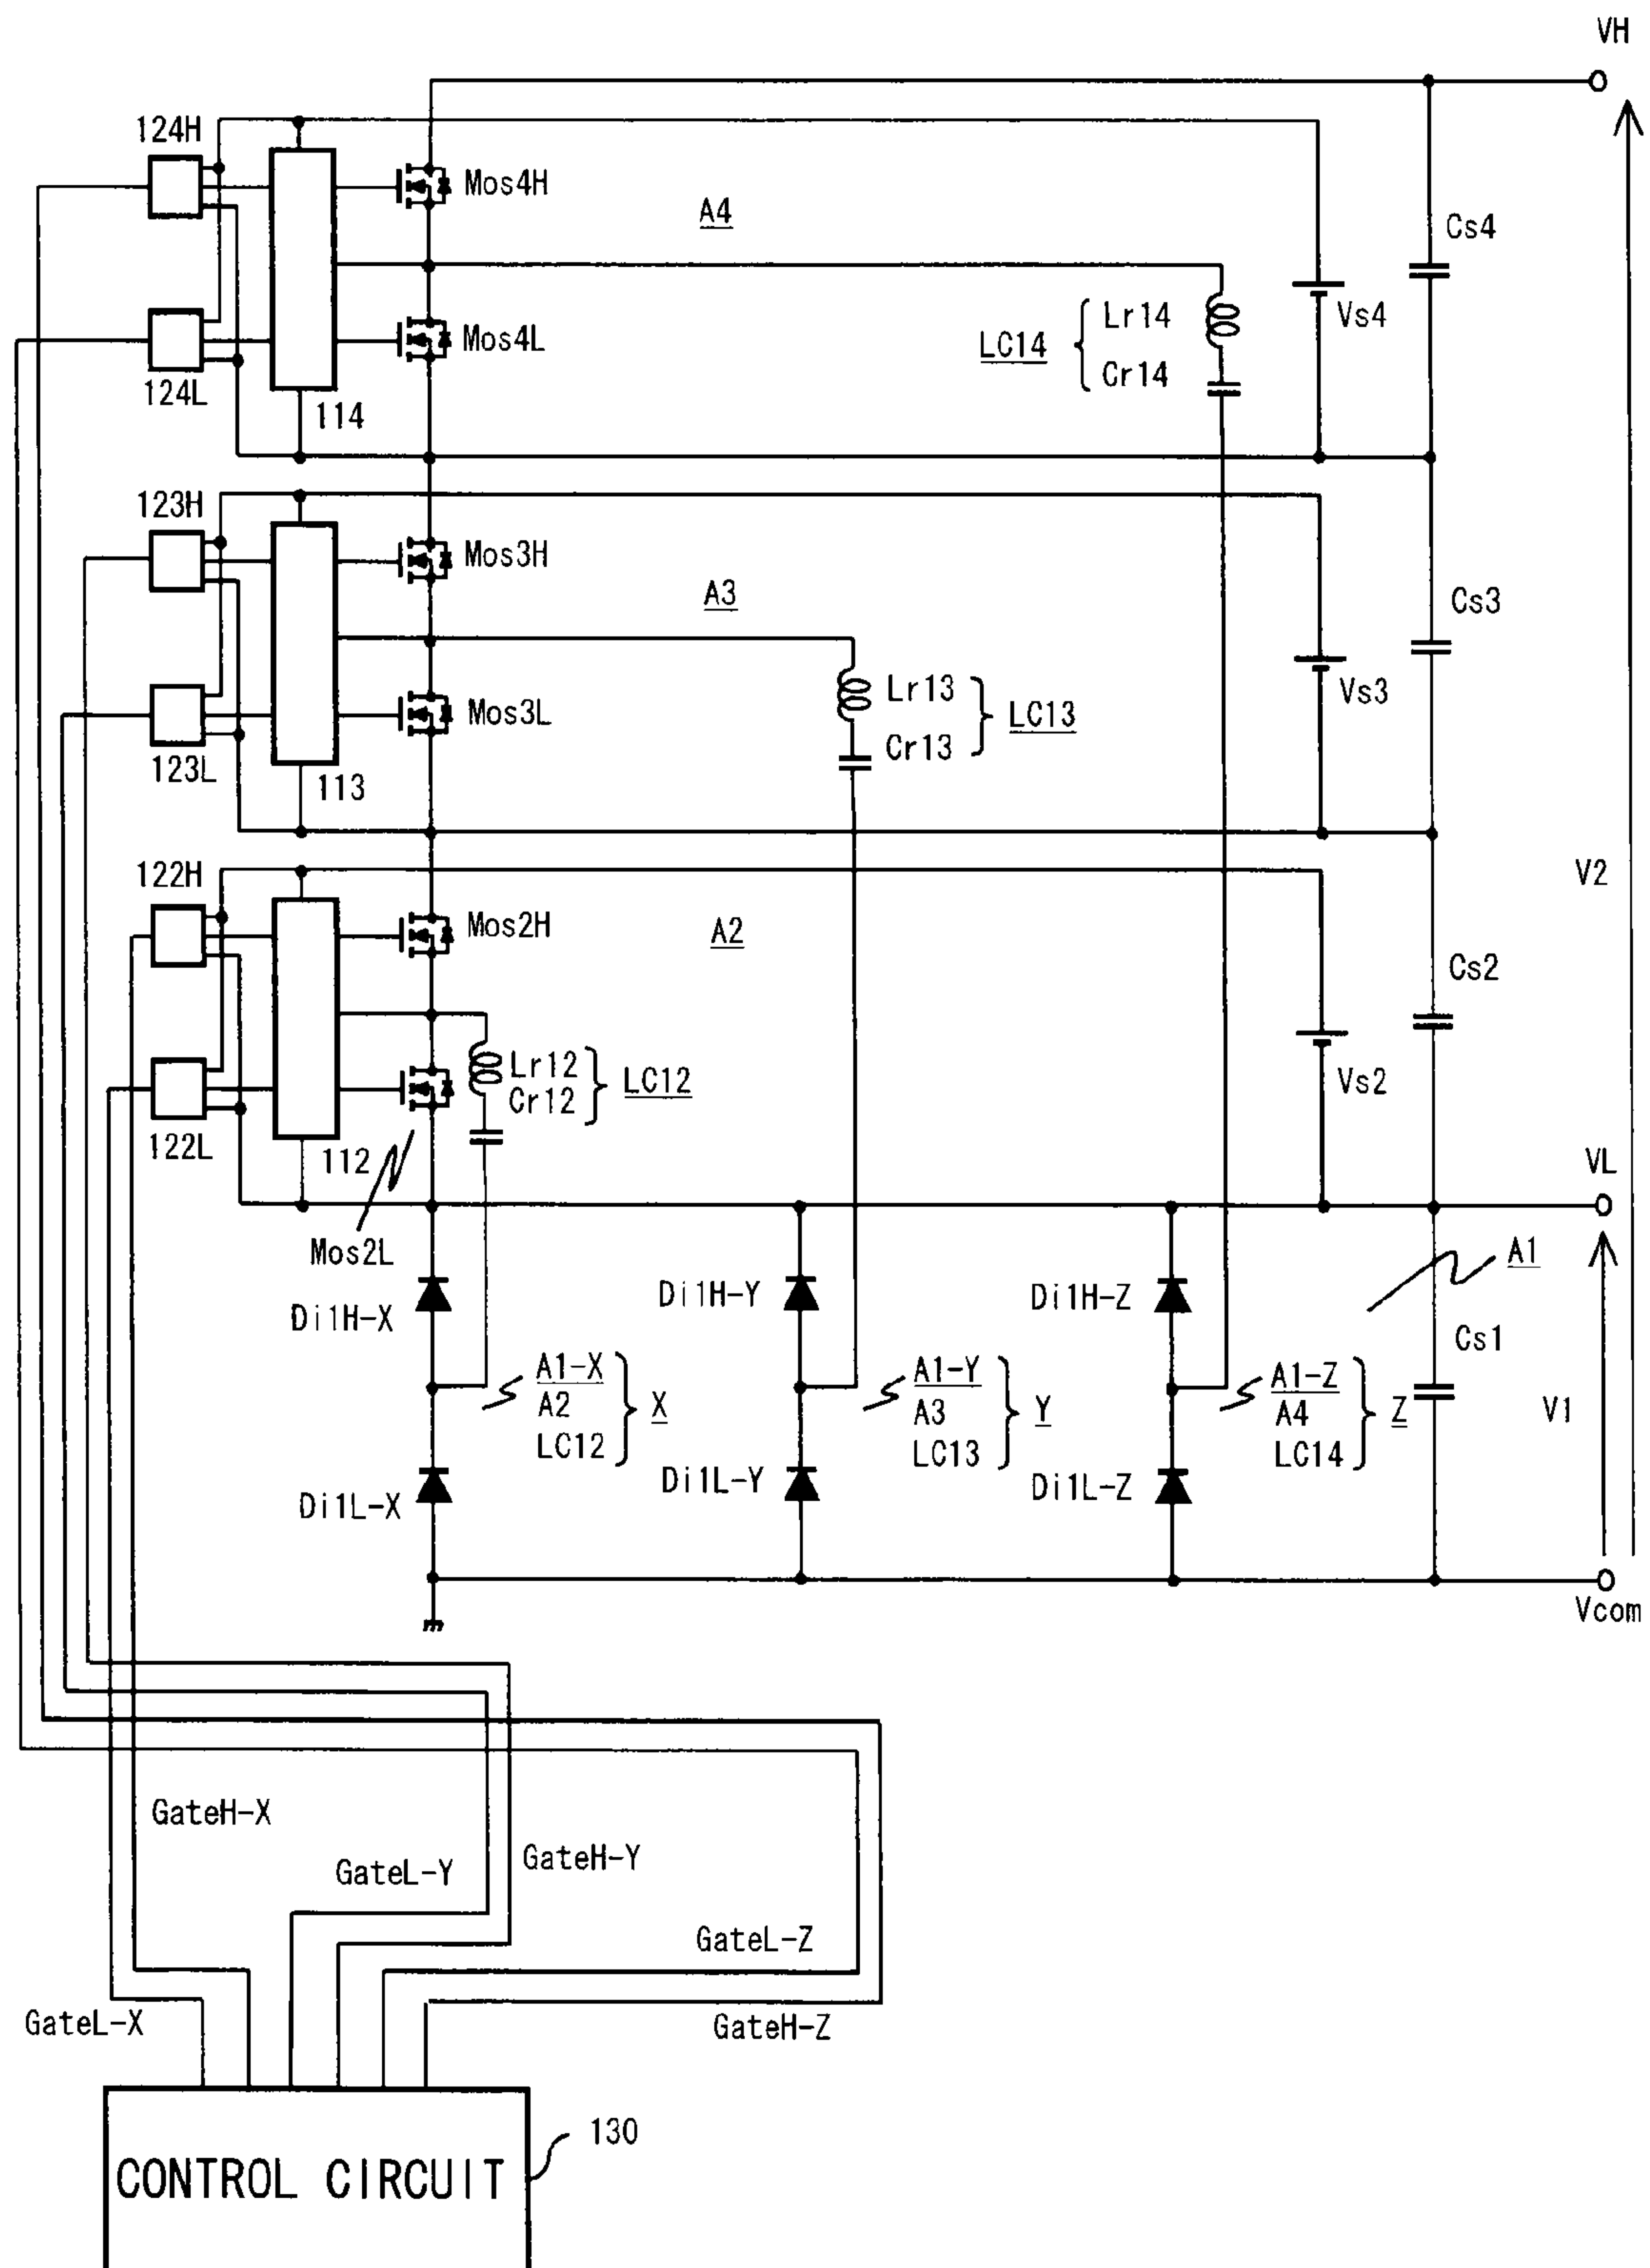 VH
124H
Mos4H
A4
Cs4
Vs4
Lr14
LC14
Cr14
Mos4L
124L
114
123H
Mos3H
A3
Cs3
Vs3
Lr13
LC13
Cr13
Mos3L
123L
113
122H
V2
Mos2H
A2
Cs2
Lr12
LC12
Cr12
Vs2
122L
112
VL
Mos2L
A1
Di1H-X
Di1H-Y
Di1H-Z
Cs1
A1-X
A2
LC12
X
A1-Y
A3
LC13
Y
A1-Z
A4
LC14
Z
V1
Di1L-X
Di1L-Y
Di1L-Z
Vcom
GateH-X
GateL-Y
GateH-Y
GateL-Z
GateL-X
GateH-Z
130
CONTROL CIRCUIT